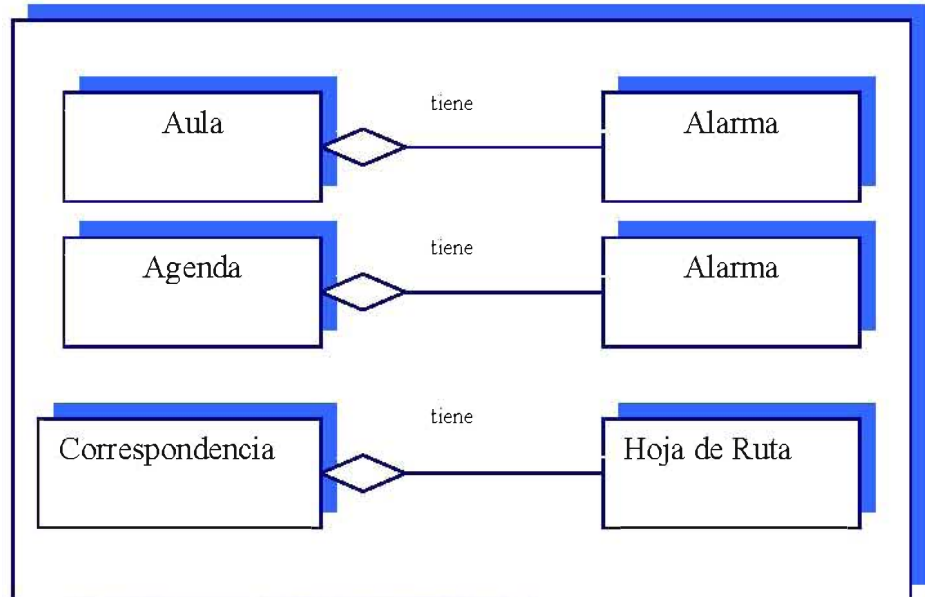 Aula
tiene
Alarma
Agenda
tiene
Alarma
Correspondencia
tiene
Hoja de Ruta